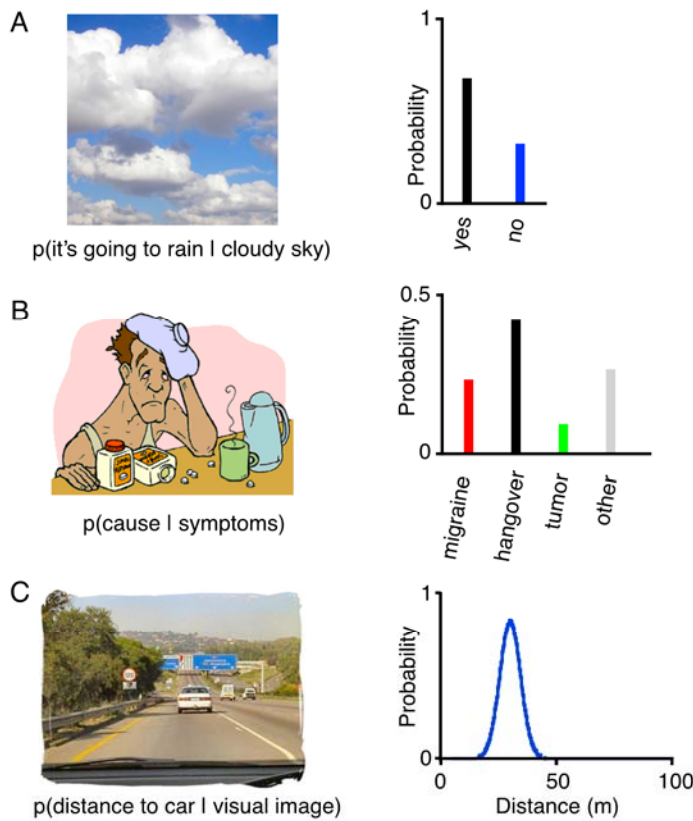 A
1
Probability
0
yes
no
p(it's going to rain | cloudy sky)
B
0.5
Probability
0
migraine
hangover
tumor
other
p(cause | symptoms)
C
1
Probability
0
0
50
100
Distance (m)
p(distance to car | visual image)